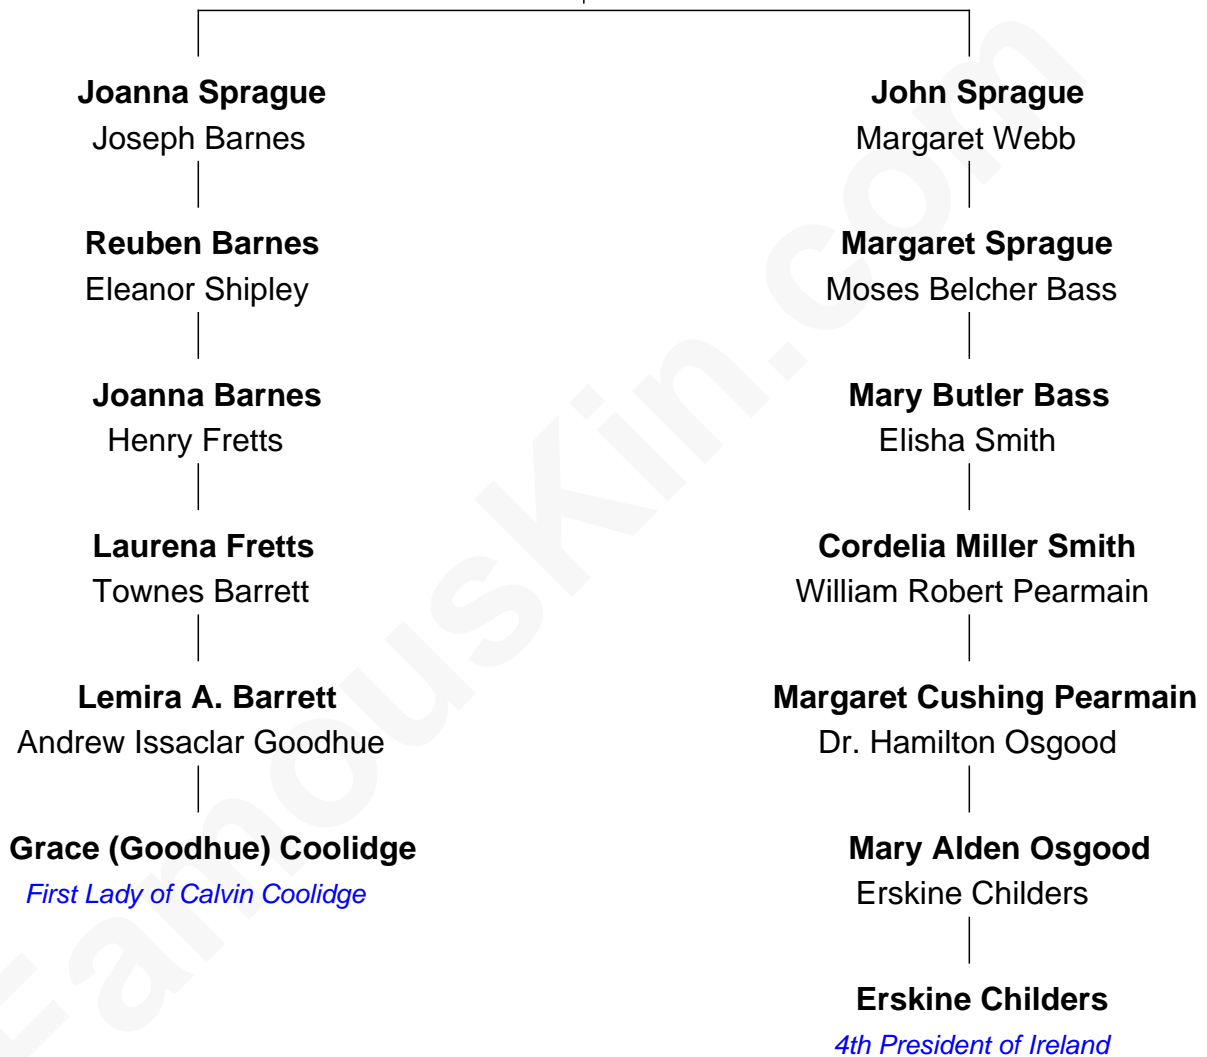 Joanna Sprague
Joseph Barnes
John Sprague
Margaret Webb
Reuben Barnes
Eleanor Shipley
Margaret Sprague
Moses Belcher Bass
Joanna Barnes
Henry Fretts
Mary Butler Bass
Elisha Smith
Laurena Fretts
Townes Barrett
Cordelia Miller Smith
William Robert Pearmain
Lemira A. Barrett
Andrew Issaclar Goodhue
Margaret Cushing Pearmain
Dr. Hamilton Osgood
Grace (Goodhue) Coolidge
First Lady of Calvin Coolidge
Mary Alden Osgood
Erskine Childers
Erskine Childers
4th President of Ireland
FamousKin.com